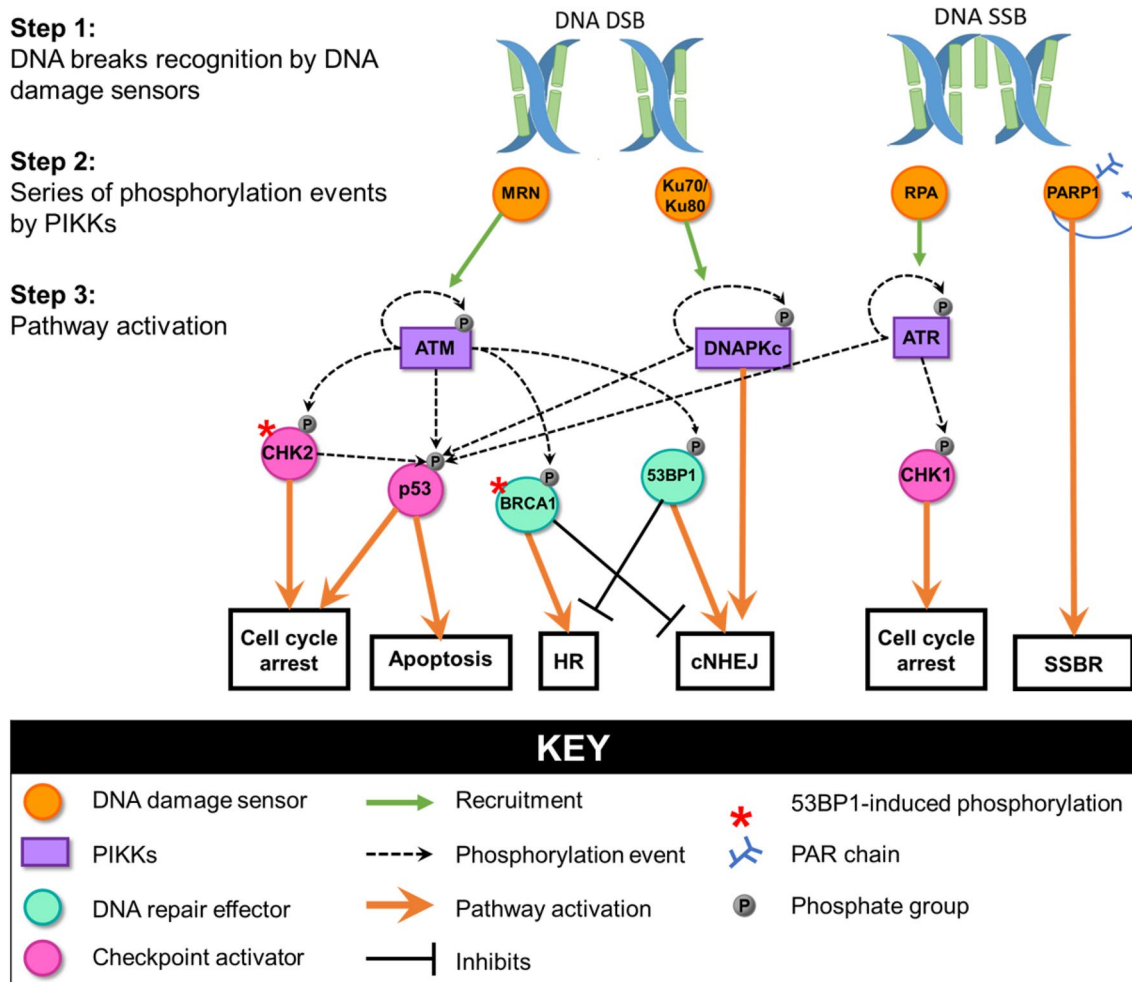 Step 1:
DNA breaks recognition by DNA
damage sensors
DNA DSB
DNA SSB
Step 2:
Series of phosphorylation events
by PIKKs
MRN
Ku70/
Ku80
RPA
PARP1
Step 3:
Pathway activation
P
P
P
ATM
DNAPKc
ATR
P
CHK2
P
p53
P
BRCA1
P
53BP1
P
CHK1
Cell cycle
arrest
Apoptosis
HR
cNHEJ
Cell cycle
arrest
SSBR
KEY
DNA damage sensor
Recruitment
* 53BP1-induced phosphorylation
PIKKs
Phosphorylation event
PAR chain
DNA repair effector
Pathway activation
P Phosphate group
Checkpoint activator
Inhibits